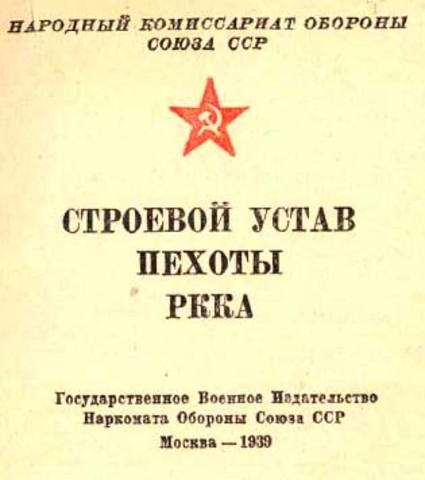 НАРОДНЫЙ КОМИССАРИАТ ОБОРОНЫ
СОЮЗА ССР
СТРОЕВОЙ УСТАВ
ПЕХОТЫ
РККА
Государственное Военное Издательство
Наркомата Обороны Союза ССР
Москва — 1939